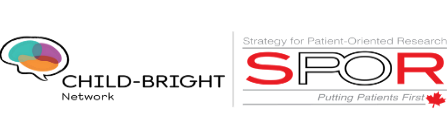 CHILD-BRIGHT
Network
Strategy for Patient-Oriented Research
SPOR
Putting Patients First